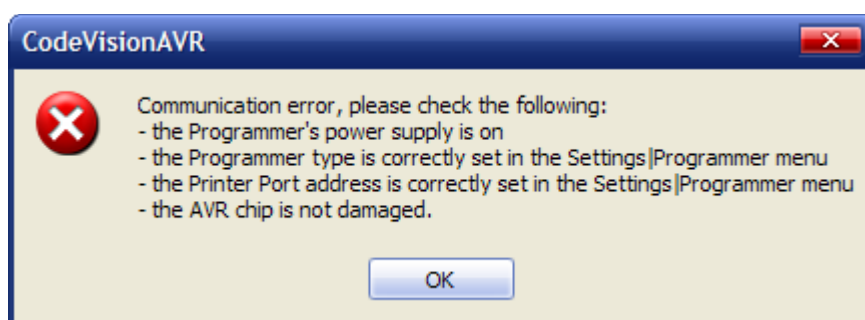 CodeVisionAVR
Communication error, please check the following:
- the Programmer's power supply is on
- the Programmer type is correctly set in the Settings|Programmer menu
- the Printer Port address is correctly set in the Settings|Programmer menu
- the AVR chip is not damaged.
OK